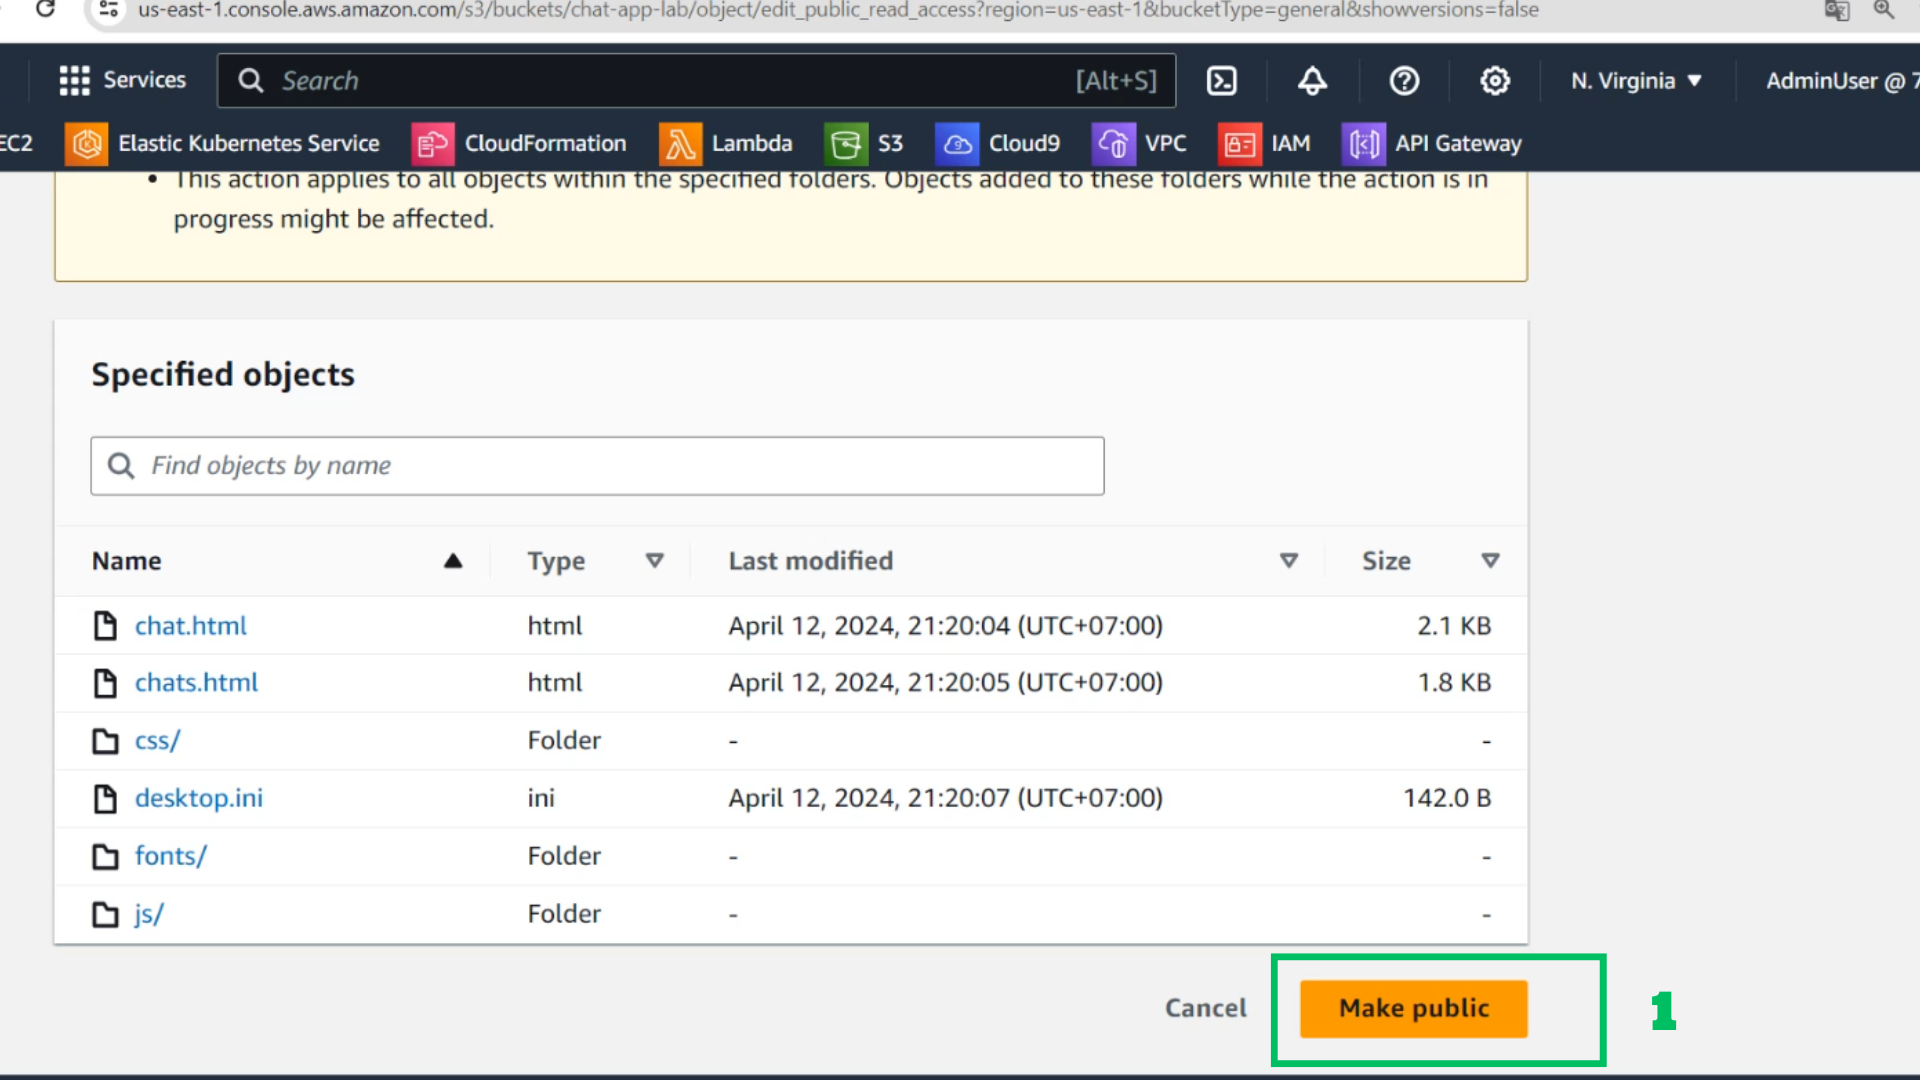 us-east-1.console.aws.amazon.com/s3/buckets/chat-app-lab/object/edit_public_read_access?region=us-east-1&bucketType=general&showversions=false
Services Search [Alt+S] N. Virginia ▼ AdminUser @ 7
EC2 Elastic Kubernetes Service CloudFormation Lambda S3 Cloud9 VPC IAM API Gateway
• This action applies to all objects within the specified folders. Objects added to these folders while the action is in
progress might be affected.
Specified objects
Find objects by name
Name Type Last modified Size
chat.html html April 12, 2024, 21:20:04 (UTC+07:00) 2.1 KB
chats.html html April 12, 2024, 21:20:05 (UTC+07:00) 1.8 KB
css/ Folder - -
desktop.ini ini April 12, 2024, 21:20:07 (UTC+07:00) 142.0 B
fonts/ Folder - -
js/ Folder - -
Cancel Make public 1